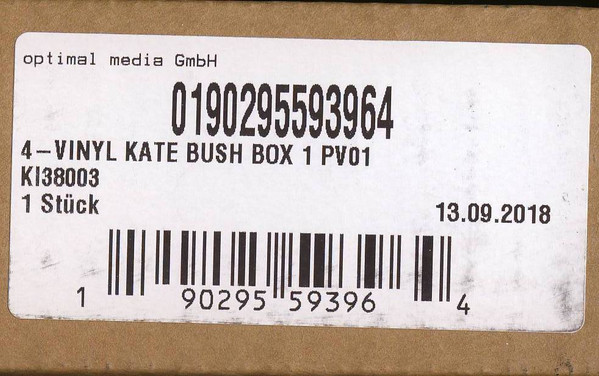 optimal media GmbH
0190295593964
4-VINYL KATE BUSH BOX 1 PV01
KI38003
1 Stück 13.09.2018
1 90295 59396 4